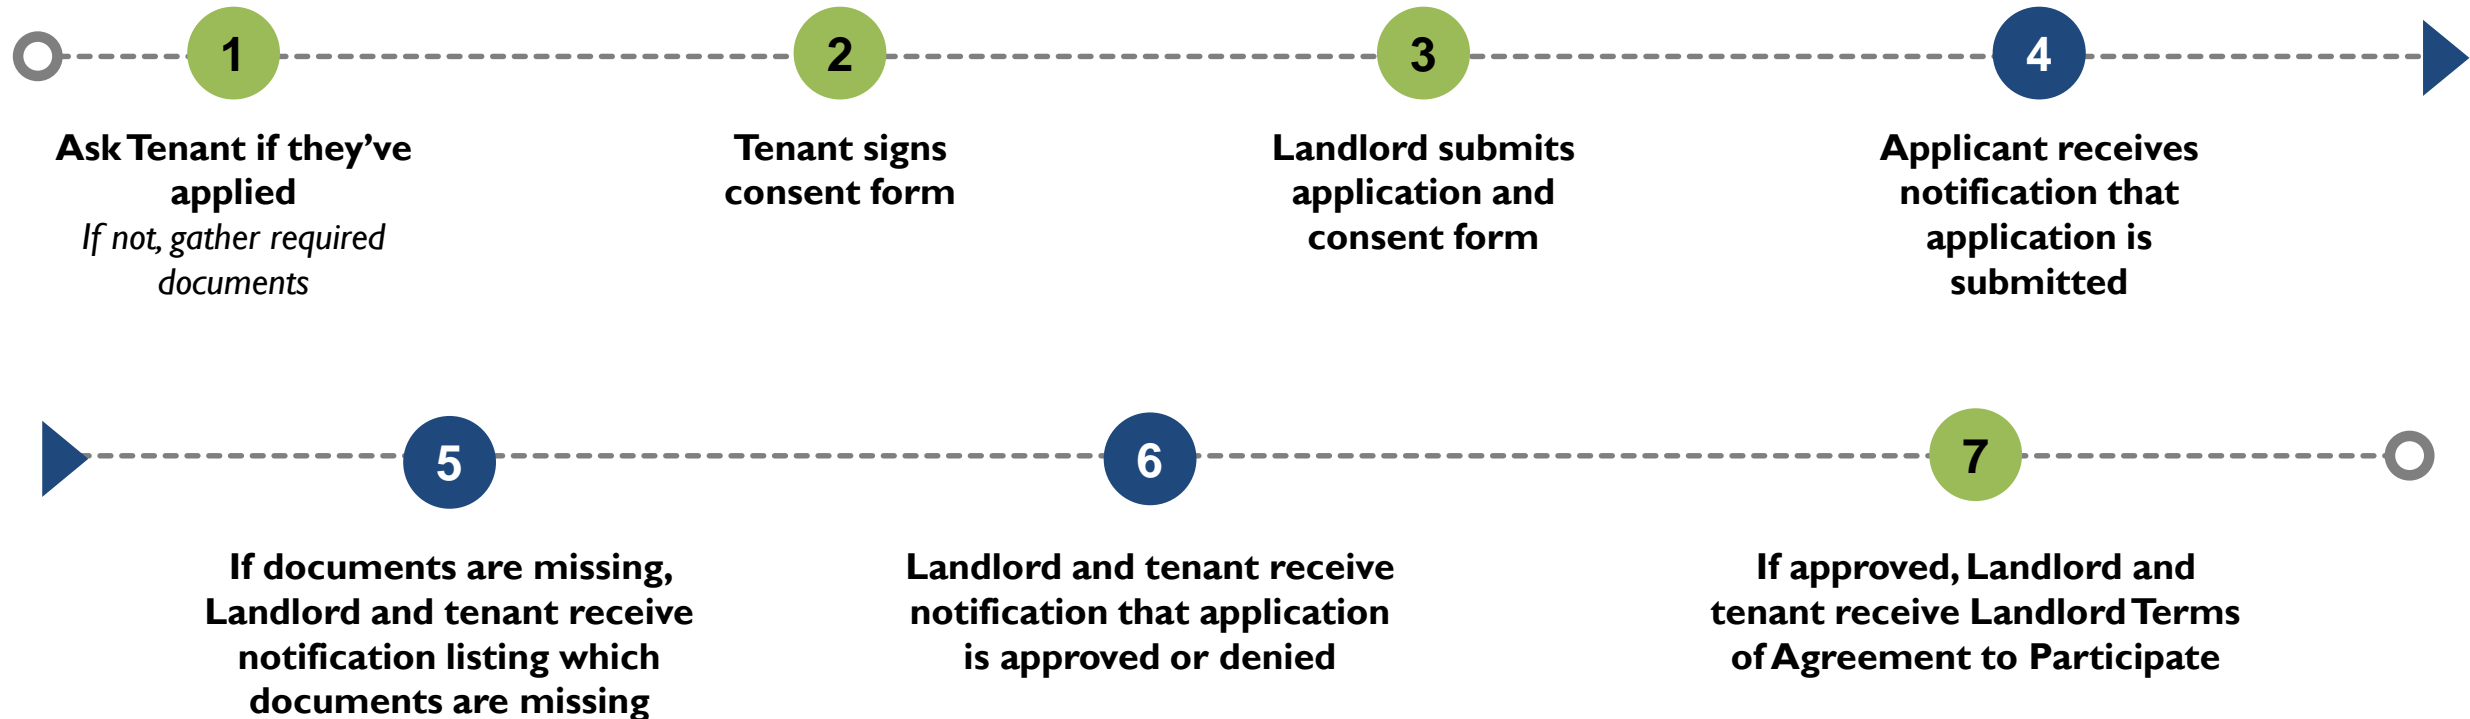 1
2
3
4
Ask Tenant if they've
applied
If not, gather required
documents
Tenant signs
consent form
Landlord submits
application and
consent form
Applicant receives
notification that
application is
submitted
5
6
7
If documents are missing,
Landlord and tenant receive
notification listing which
documents are missing
Landlord and tenant receive
notification that application
is approved or denied
If approved, Landlord and
tenant receive Landlord Terms
of Agreement to Participate